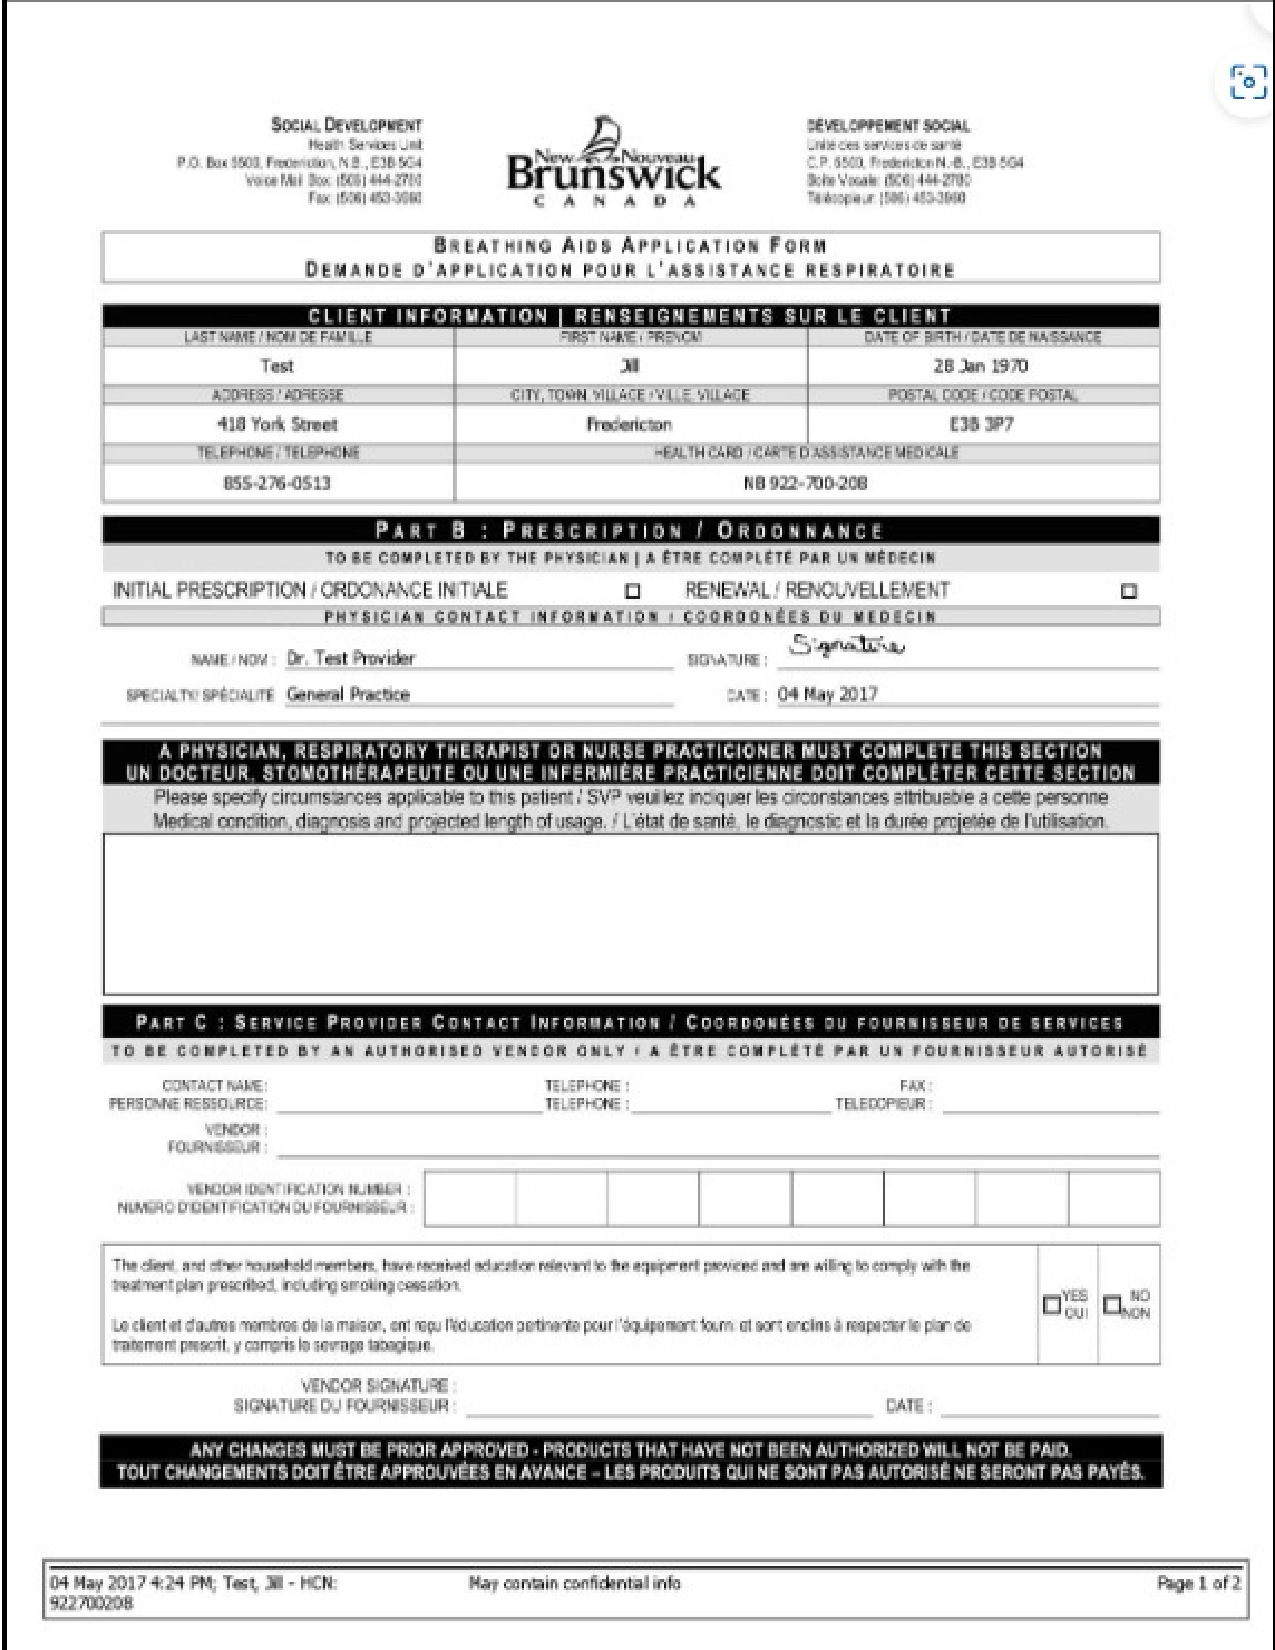 SOCIAL DEVELOPMENT
Health Services Unit
P.O. Box 5500, Fredericton, N.B., E3B 5G4
Voice Mail Box: (506) 444-2780
Fax: (506) 453-3960
New Nouveau
Brunswick
CANADA
DÉVELOPPEMENT SOCIAL
Unité des services de santé
C.P. 5500, Fredericton N.-B., E3B 5G4
Boîte Vocale: (506) 444-2780
Télécopieur: (506) 453-3960
BREATHING AIDS APPLICATION FORM
DEMANDE D'APPLICATION POUR L'ASSISTANCE RESPIRATOIRE
CLIENT INFORMATION | RENSEIGNEMENTS SUR LE CLIENT
LAST NAME / NOM DE FAMILLE FIRST NAME / PRENOM DATE OF BIRTH / DATE DE NAISSANCE
Test Jill 28 Jan 1970
ADDRESS / ADRESSE CITY, TOWN, VILLAGE / VILLE, VILLAGE POSTAL CODE / CODE POSTAL
418 York Street Fredericton E3B 3P7
TELEPHONE / TELEPHONE HEALTH CARD / CARTE D'ASSISTANCE MEDICALE
855-276-0513 NB 922-700-208
PART B : PRESCRIPTION / ORDONNANCE
TO BE COMPLETED BY THE PHYSICIAN | A ÊTRE COMPLÉTÉ PAR UN MÉDECIN
INITIAL PRESCRIPTION / ORDONANCE INITIALE RENEWAL / RENOUVELLEMENT
PHYSICIAN CONTACT INFORMATION / COORDONÉES DU MEDECIN
NAME / NOM : Dr. Test Provider SIGNATURE : Signature
SPECIALTY/ SPÉCIALITÉ General Practice DATE : 04 May 2017
A PHYSICIAN, RESPIRATORY THERAPIST OR NURSE PRACTICIONER MUST COMPLETE THIS SECTION
UN DOCTEUR, STOMOTHÉRAPEUTE OU UNE INFERMIÈRE PRACTICIENNE DOIT COMPLÉTER CETTE SECTION
Please specify circumstances applicable to this patient / SVP veuillez indiquer les circonstances attribuable a cette personne
Medical condition, diagnosis and projected length of usage. / L'état de santé, le diagnostic et la durée projetée de l'utilisation.
PART C : SERVICE PROVIDER CONTACT INFORMATION / COORDONÉES DU FOURNISSEUR DE SERVICES
TO BE COMPLETED BY AN AUTHORISED VENDOR ONLY / A ÊTRE COMPLÉTÉ PAR UN FOURNISSEUR AUTORISÉ
CONTACT NAME: TELEPHONE : FAX :
PERSONNE RESSOURCE: TELEPHONE : TELECOPIEUR :
VENDOR :
FOURNISSEUR :
VENDOR IDENTIFICATION NUMBER :
NUMÉRO D'IDENTIFICATION DU FOURNISSEUR :
The client, and other household members, have received education relevant to the equipment provided and are willing to comply with the
treatment plan prescribed, including smoking cessation.
YES NO
OUI NON
Le client et d'autres membres de la maison, ont reçu l'éducation pertinente pour l'équipement fourni et sont enclins à respecter le plan de
traitement prescrit, y compris le sevrage tabagique.
VENDOR SIGNATURE :
SIGNATURE DU FOURNISSEUR : DATE :
ANY CHANGES MUST BE PRIOR APPROVED - PRODUCTS THAT HAVE NOT BEEN AUTHORIZED WILL NOT BE PAID.
TOUT CHANGEMENTS DOIT ÊTRE APPROUVÉES EN AVANCE – LES PRODUITS QUI NE SONT PAS AUTORISÉ NE SERONT PAS PAYÉS.
04 May 2017 4:24 PM; Test, Jill - HCN: May contain confidential info Page 1 of 2
922700208